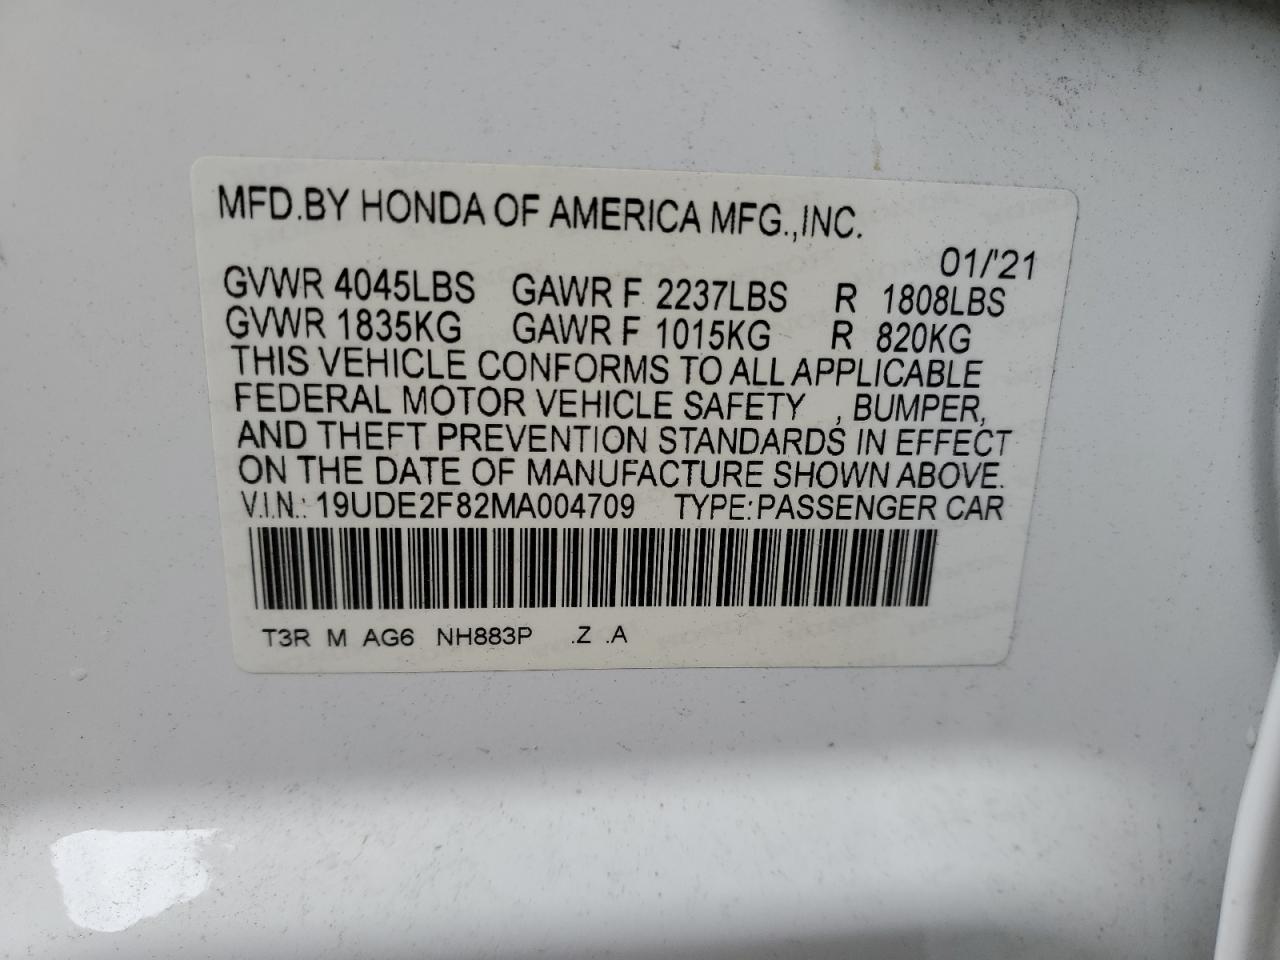 MFD.BY HONDA OF AMERICA MFG.,INC.
01/'21
GVWR 4045LBS GAWR F 2237LBS R 1808LBS
GVWR 1835KG GAWR F 1015KG R 820KG
THIS VEHICLE CONFORMS TO ALL APPLICABLE
FEDERAL MOTOR VEHICLE SAFETY , BUMPER,
AND THEFT PREVENTION STANDARDS IN EFFECT
ON THE DATE OF MANUFACTURE SHOWN ABOVE.
V.I.N.: 19UDE2F82MA004709 TYPE:PASSENGER CAR
T3R M AG6 NH883P .Z .A